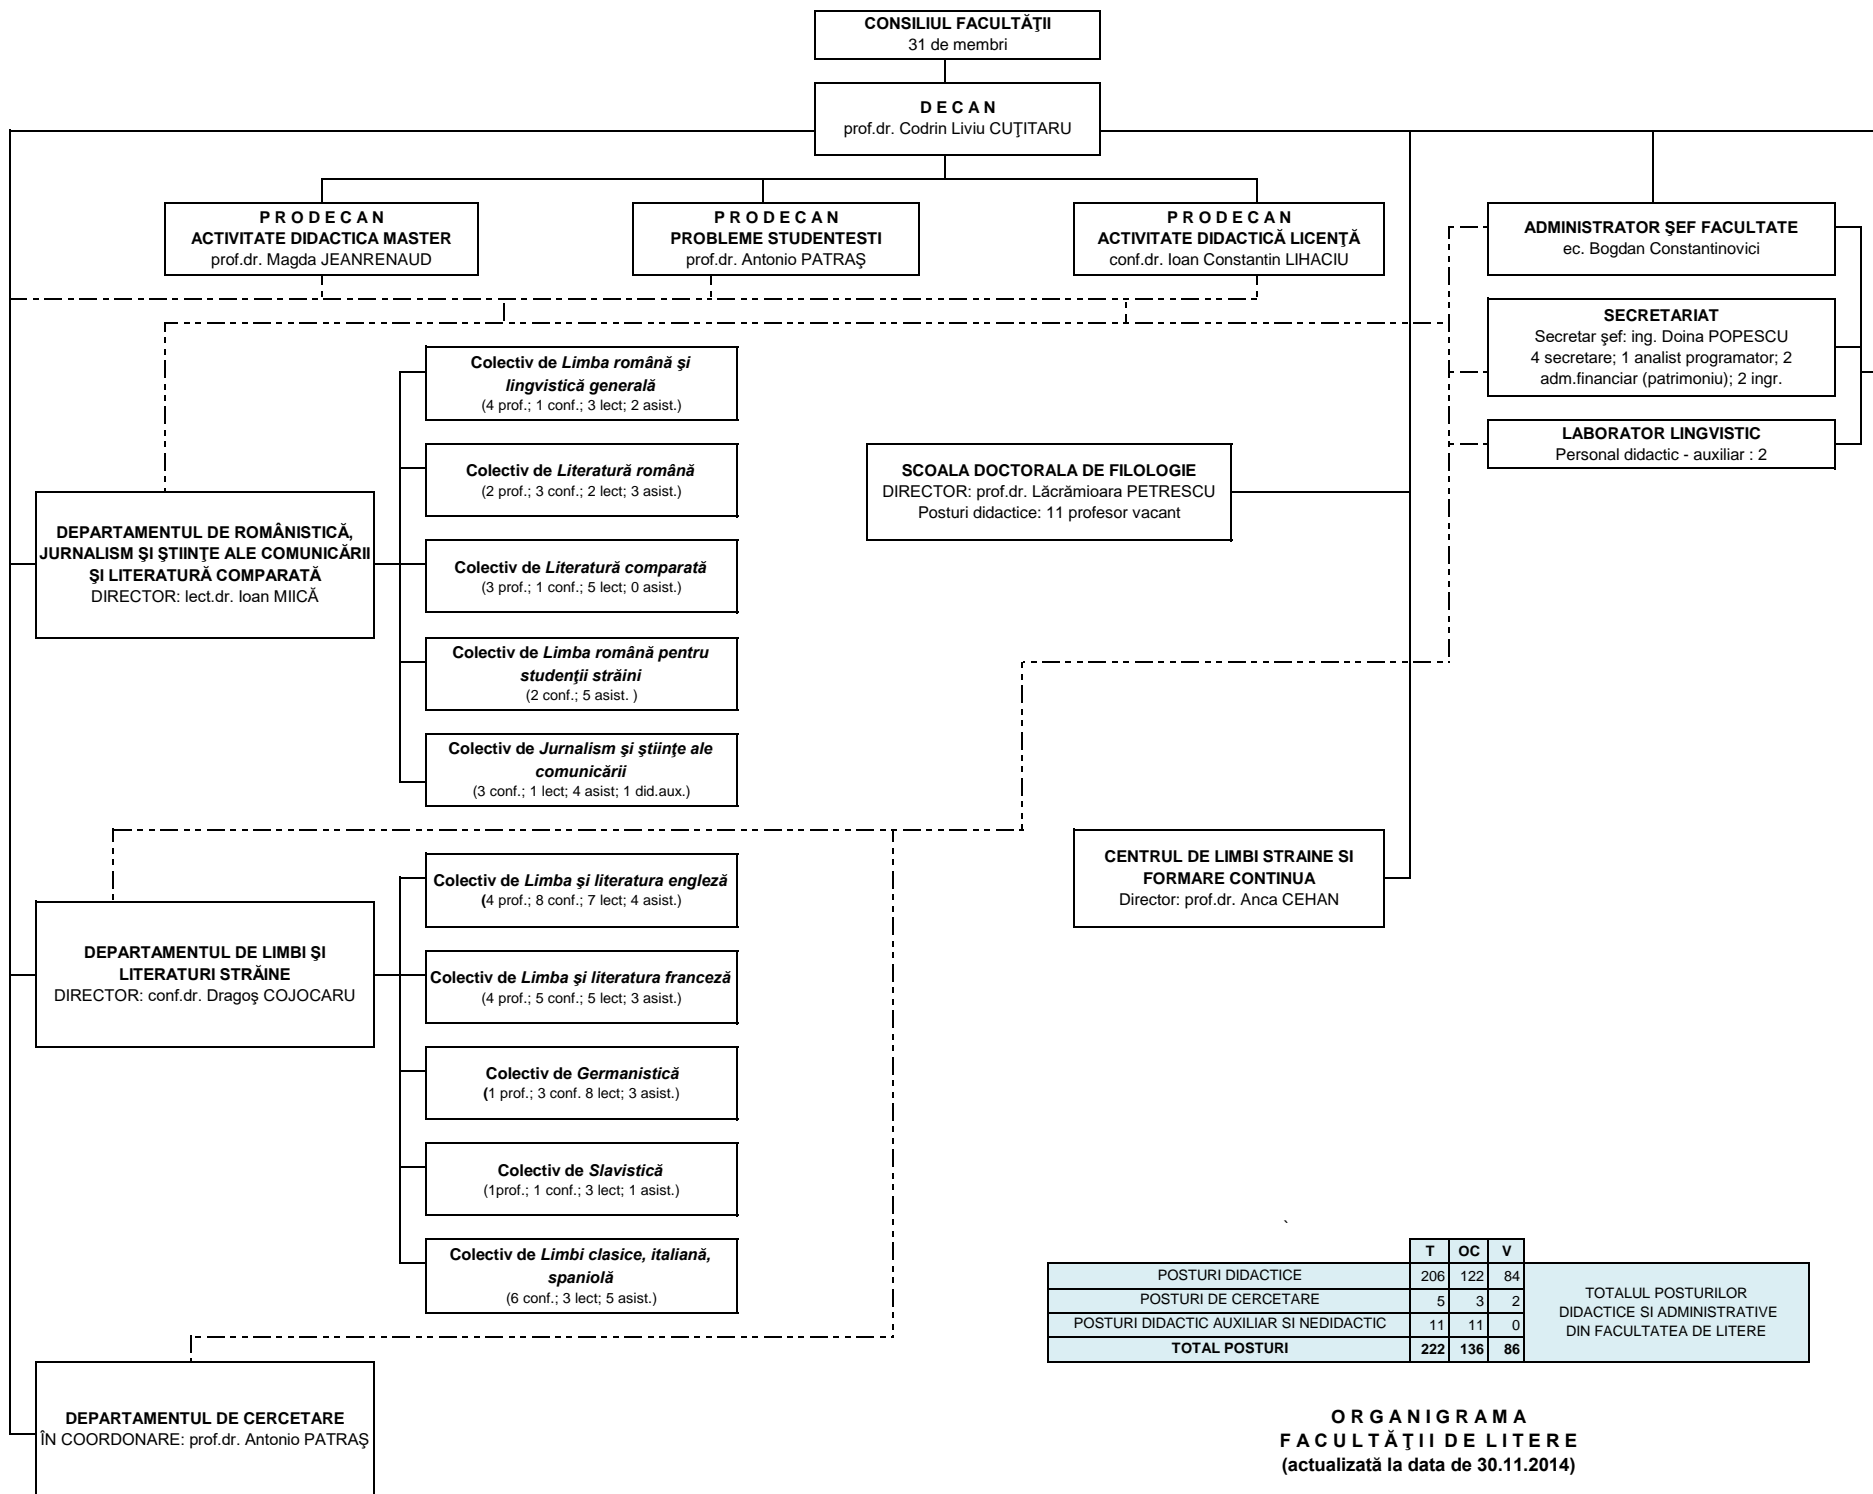 CONSILIUL FACULTĂŢII
31 de membri
D E C A N
prof.dr. Codrin Liviu CUŢITARU
P R O D E C A N
ACTIVITATE DIDACTICA MASTER
prof.dr. Magda JEANRENAUD
P R O D E C A N
PROBLEME STUDENTESTI
prof.dr. Antonio PATRAŞ
P R O D E C A N
ACTIVITATE DIDACTICĂ LICENŢĂ
conf.dr. Ioan Constantin LIHACIU
ADMINISTRATOR ŞEF FACULTATE
ec. Bogdan Constantinovici
SECRETARIAT
Secretar şef: ing. Doina POPESCU
4 secretare; 1 analist programator; 2
adm.financiar (patrimoniu); 2 ingr.
LABORATOR LINGVISTIC
Personal didactic - auxiliar : 2
Colectiv de Limba română şi
lingvistică generală
(4 prof.; 1 conf.; 3 lect; 2 asist.)
Colectiv de Literatură română
(2 prof.; 3 conf.; 2 lect; 3 asist.)
SCOALA DOCTORALA DE FILOLOGIE
DIRECTOR: prof.dr. Lăcrămioara PETRESCU
Posturi didactice: 11 profesor vacant
DEPARTAMENTUL DE ROMÂNISTICĂ,
JURNALISM ŞI ŞTIINŢE ALE COMUNICĂRII
ŞI LITERATURĂ COMPARATĂ
DIRECTOR: lect.dr. Ioan MIICĂ
Colectiv de Literatură comparată
(3 prof.; 1 conf.; 5 lect; 0 asist.)
Colectiv de Limba română pentru
studenţii străini
(2 conf.; 5 asist. )
Colectiv de Jurnalism şi ştiinţe ale
comunicării
(3 conf.; 1 lect; 4 asist; 1 did.aux.)
CENTRUL DE LIMBI STRAINE SI
FORMARE CONTINUA
Director: prof.dr. Anca CEHAN
Colectiv de Limba şi literatura engleză
(4 prof.; 8 conf.; 7 lect; 4 asist.)
DEPARTAMENTUL DE LIMBI ŞI
LITERATURI STRĂINE
DIRECTOR: conf.dr. Dragoş COJOCARU
Colectiv de Limba şi literatura franceză
(4 prof.; 5 conf.; 5 lect; 3 asist.)
Colectiv de Germanistică
(1 prof.; 3 conf. 8 lect; 3 asist.)
Colectiv de Slavistică
(1prof.; 1 conf.; 3 lect; 1 asist.)
Colectiv de Limbi clasice, italiană,
spaniolă
(6 conf.; 3 lect; 5 asist.)
`
T OC V
POSTURI DIDACTICE 206 122 84
POSTURI DE CERCETARE 5 3 2
POSTURI DIDACTIC AUXILIAR SI NEDIDACTIC 11 11 0
TOTAL POSTURI 222 136 86
TOTALUL POSTURILOR
DIDACTICE SI ADMINISTRATIVE
DIN FACULTATEA DE LITERE
DEPARTAMENTUL DE CERCETARE
ÎN COORDONARE: prof.dr. Antonio PATRAŞ
O R G A N I G R A M A
F A C U L T Ă Ţ I I  D E  L I T E R E
(actualizată la data de 30.11.2014)